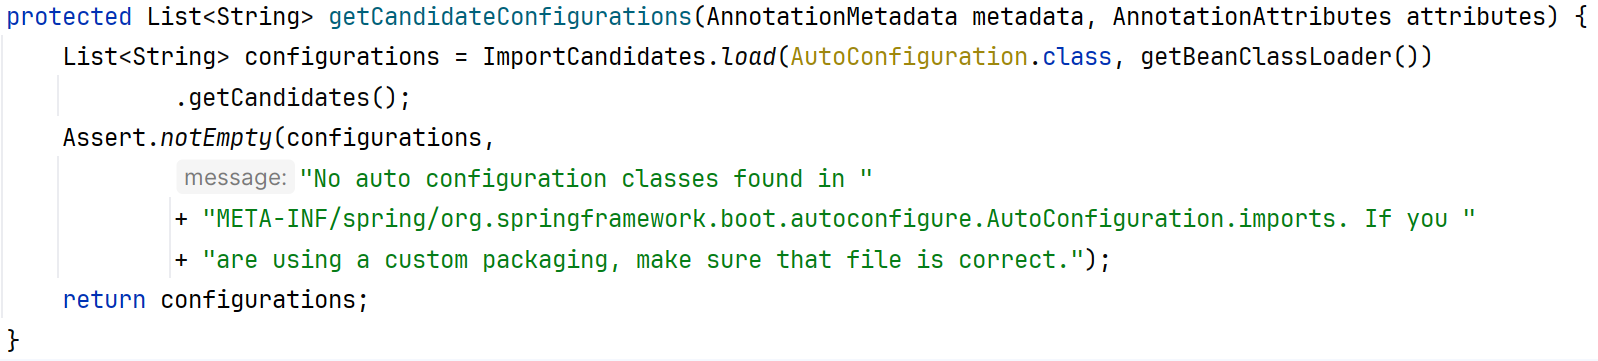 protected List<String> getCandidateConfigurations(AnnotationMetadata metadata, AnnotationAttributes attributes) {
    List<String> configurations = ImportCandidates.load(AutoConfiguration.class, getBeanClassLoader())
            .getCandidates();
    Assert.notEmpty(configurations,
            message: "No auto configuration classes found in "
            + "META-INF/spring/org.springframework.boot.autoconfigure.AutoConfiguration.imports. If you "
            + "are using a custom packaging, make sure that file is correct.");
    return configurations;
}